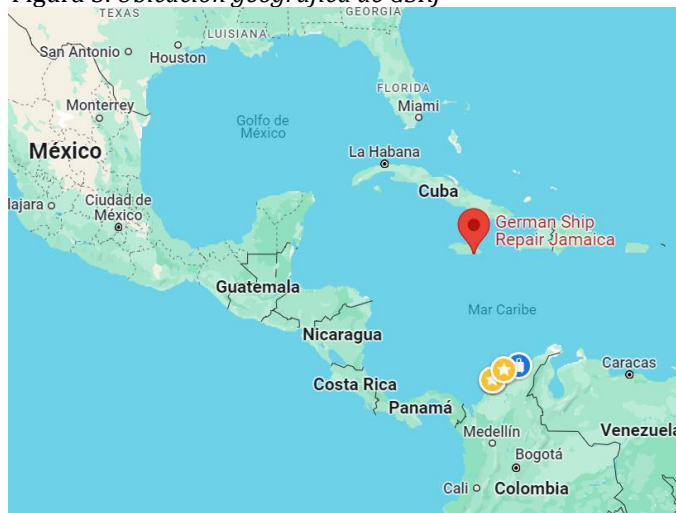 Figura 3. Ubicación geográfica de GSRJ
TEXAS
GEORGIA
LUISIANA
San Antonio
Houston
FLORIDA
Monterrey
Miami
Golfo de
México
México
La Habana
Cuba
lajara
Ciudad de
México
German Ship
Repair Jamaica
Guatemala
Mar Caribe
Nicaragua
Caracas
Costa Rica
Panamá
Medellín
Venezuela
Bogotá
Cali
Colombia